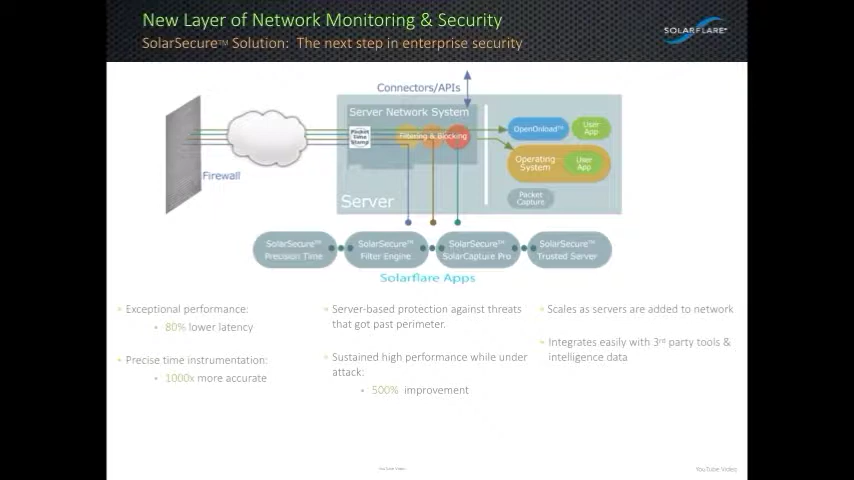 New Layer of Network Monitoring & Security
SolarSecure™ Solution: The next step in enterprise security
SOLARFLARE
Connectors/APIs
Server Network System
Packet
Time
Stamp
Filtering & Blocking
OpenOnload™
User
App
Operating
System
User
App
Packet
Capture
Firewall
Server
SolarSecure™
Precision Time
SolarSecure™
Filter Engine
SolarSecure™
SolarCapture Pro
SolarSecure™
Trusted Server
Solarflare Apps
Exceptional performance:
80% lower latency
Precise time instrumentation:
1000x more accurate
Server-based protection against threats
that got past perimeter.
Sustained high performance while under
attack:
500% improvement
Scales as servers are added to network
Integrates easily with 3rd party tools &
intelligence data
YouTube Video
YouTube Video